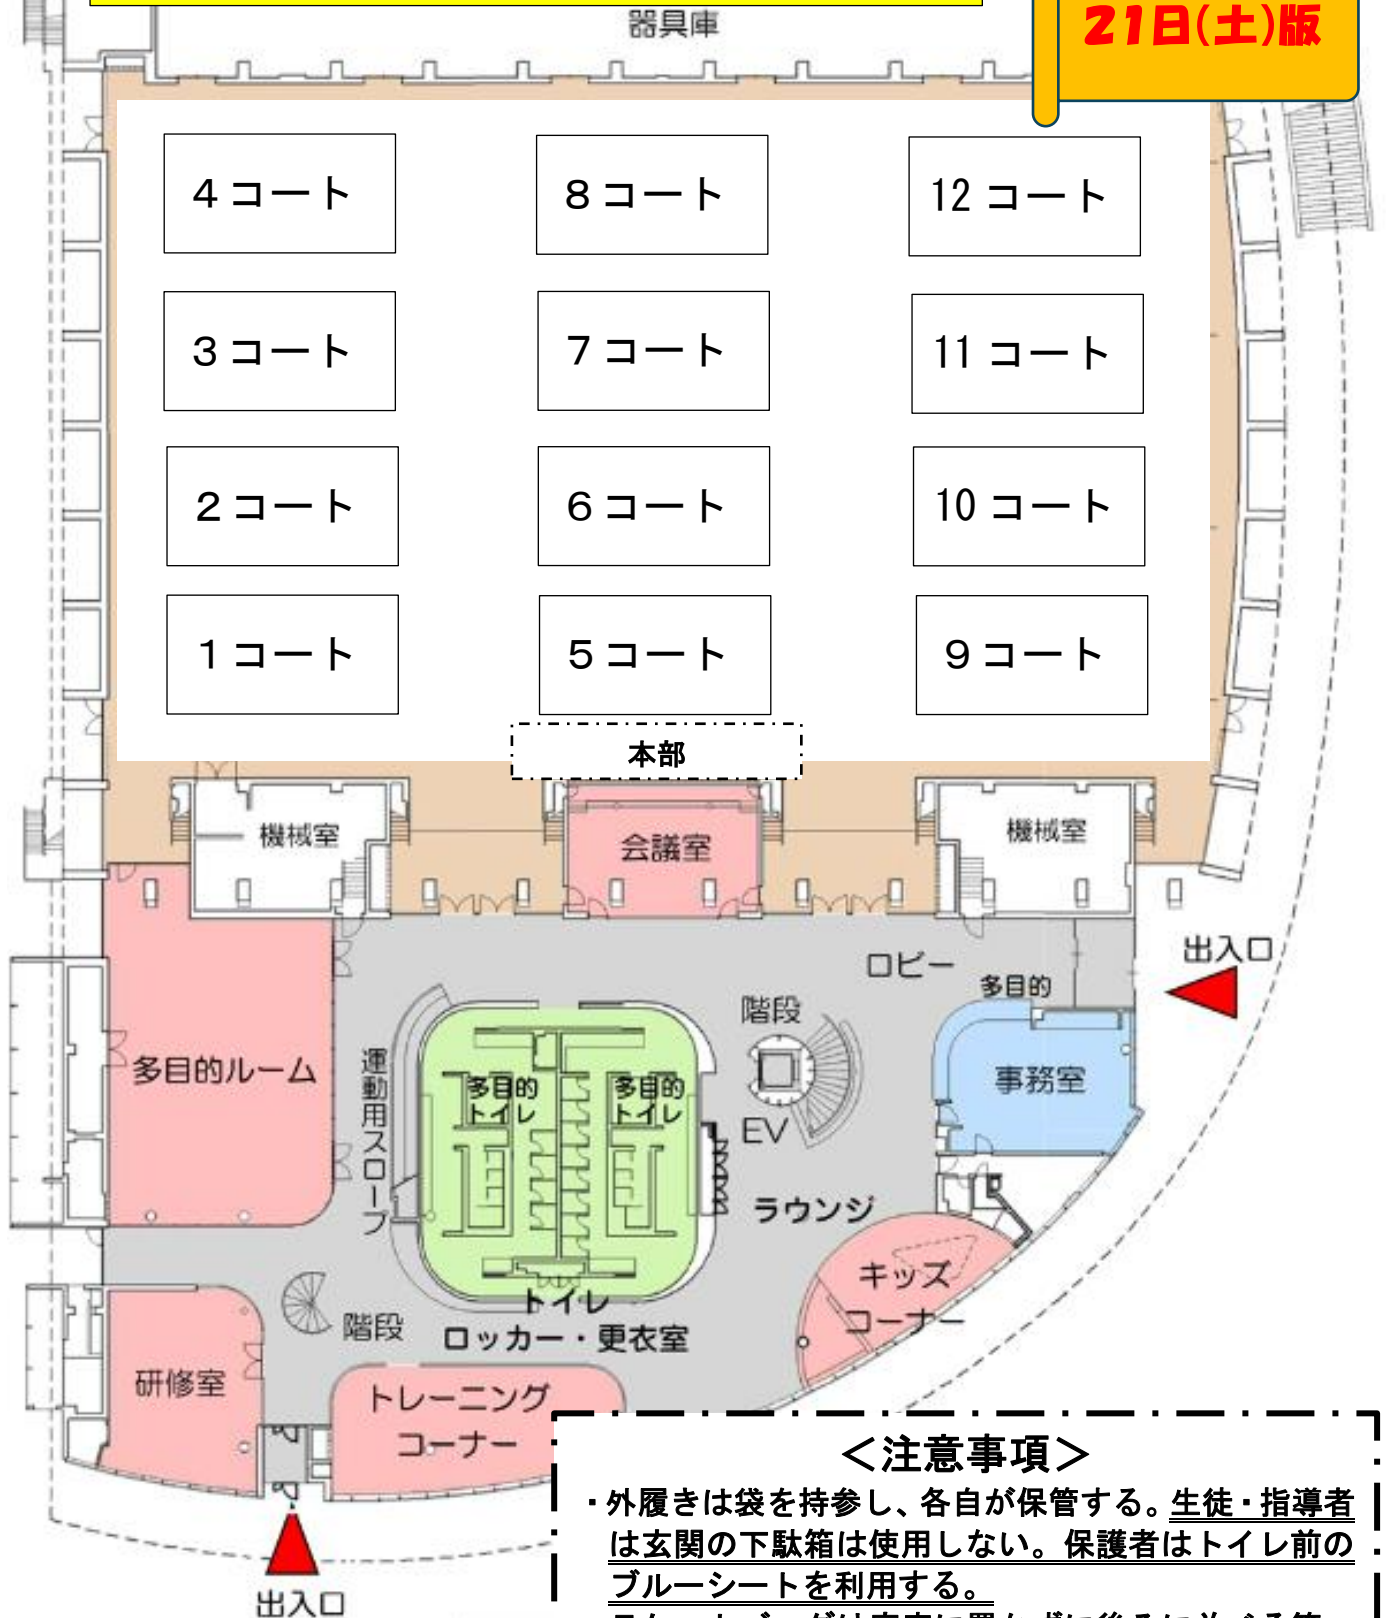 器具庫
21日(土)版
4コート
8コート
12コート
3コート
7コート
11コート
2コート
6コート
10コート
1コート
5コート
9コート
本部
機械室
会議室
機械室
出入口
ロビー
多目的
階段
多目的ルーム
運動用スロープ
多目的
トイレ
多目的
トイレ
事務室
EV
ラウンジ
キッズ
コーナー
トイレ
階段
ロッカー・更衣室
研修室
トレーニング
コーナー
出入口
＜注意事項＞
・外履きは袋を持参し、各自が保管する。生徒・指導者
は玄関の下駄箱は使用しない。保護者はトイレ前の
ブルーシートを利用する。